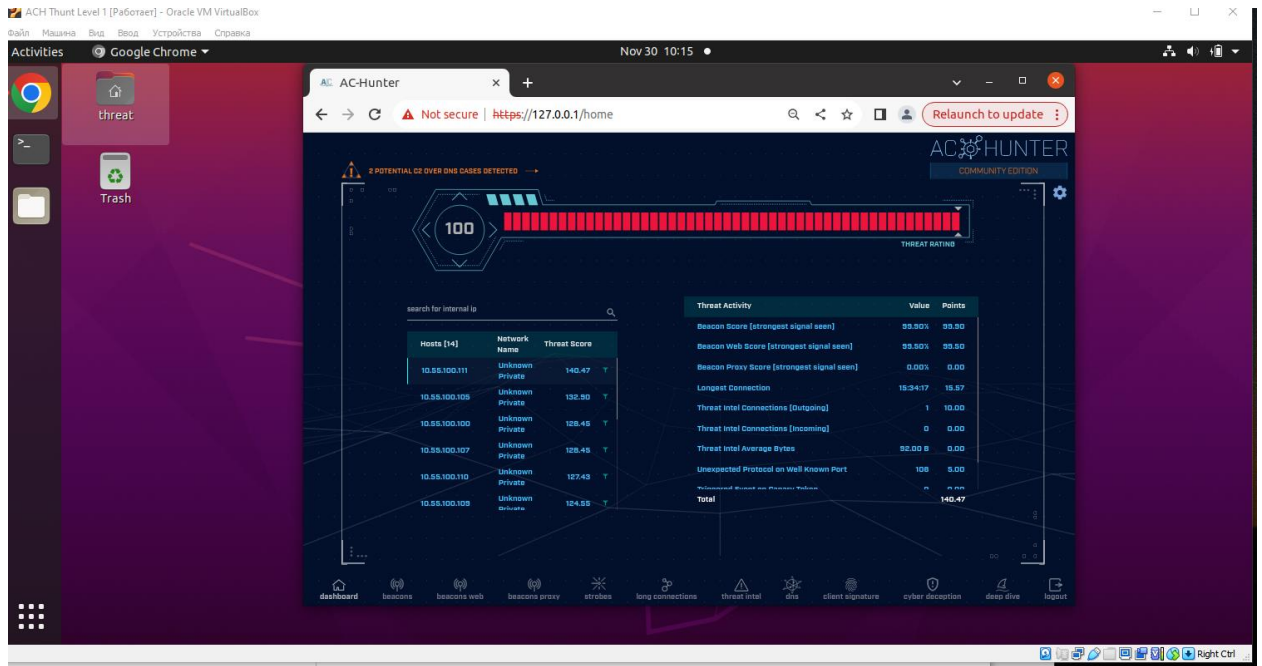 ACH Thunt Level 1 [Работает] - Oracle VM VirtualBox
Файл Машина Вид Ввод Устройства Справка
Activities Google Chrome Nov 30 10:15
threat
Trash
AC-Hunter
Not secure https://127.0.0.1/home Relaunch to update
AC HUNTER
COMMUNITY EDITION
2 POTENTIAL C2 OVER DNS CASES DETECTED
100
THREAT RATING
search for internal ip
Hosts [14] Network Name Threat Score
10.55.100.111 Unknown Private 140.47
10.55.100.105 Unknown Private 132.90
10.55.100.100 Unknown Private 128.45
10.55.100.107 Unknown Private 128.45
10.55.100.110 Unknown Private 127.43
10.55.100.109 Unknown Private 124.55
Threat Activity Value Points
Beacon Score [strongest signal seen] 99.90% 99.90
Beacon Web Score [strongest signal seen] 99.50% 99.50
Beacon Proxy Score [strongest signal seen] 0.00% 0.00
Longest Connection 15:34:17 15.57
Threat Intel Connections [Outgoing] 1 10.00
Threat Intel Connections [Incoming] 0 0.00
Threat Intel Average Bytes 92.00 B 0.00
Unexpected Protocol on Well Known Port 108 5.00
Triggered Event on Canary Token 0 0.00
Total 140.47
dashboard beacons beacons web beacons proxy strobes long connections threat intel dns client signature cyber deception deep dive logout
Right Ctrl